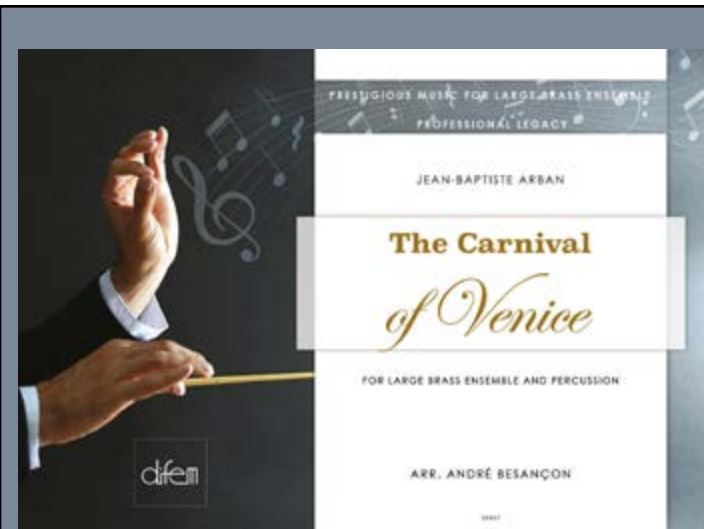 PRESTIGIOUS MUSIC FOR LARGE BRASS ENSEMBLE
PROFESSIONAL LEGACY
JEAN-BAPTISTE ARBAN
The Carnival
of Venice
FOR LARGE BRASS ENSEMBLE AND PERCUSSION
difem
ARR. ANDRÉ BESANÇON